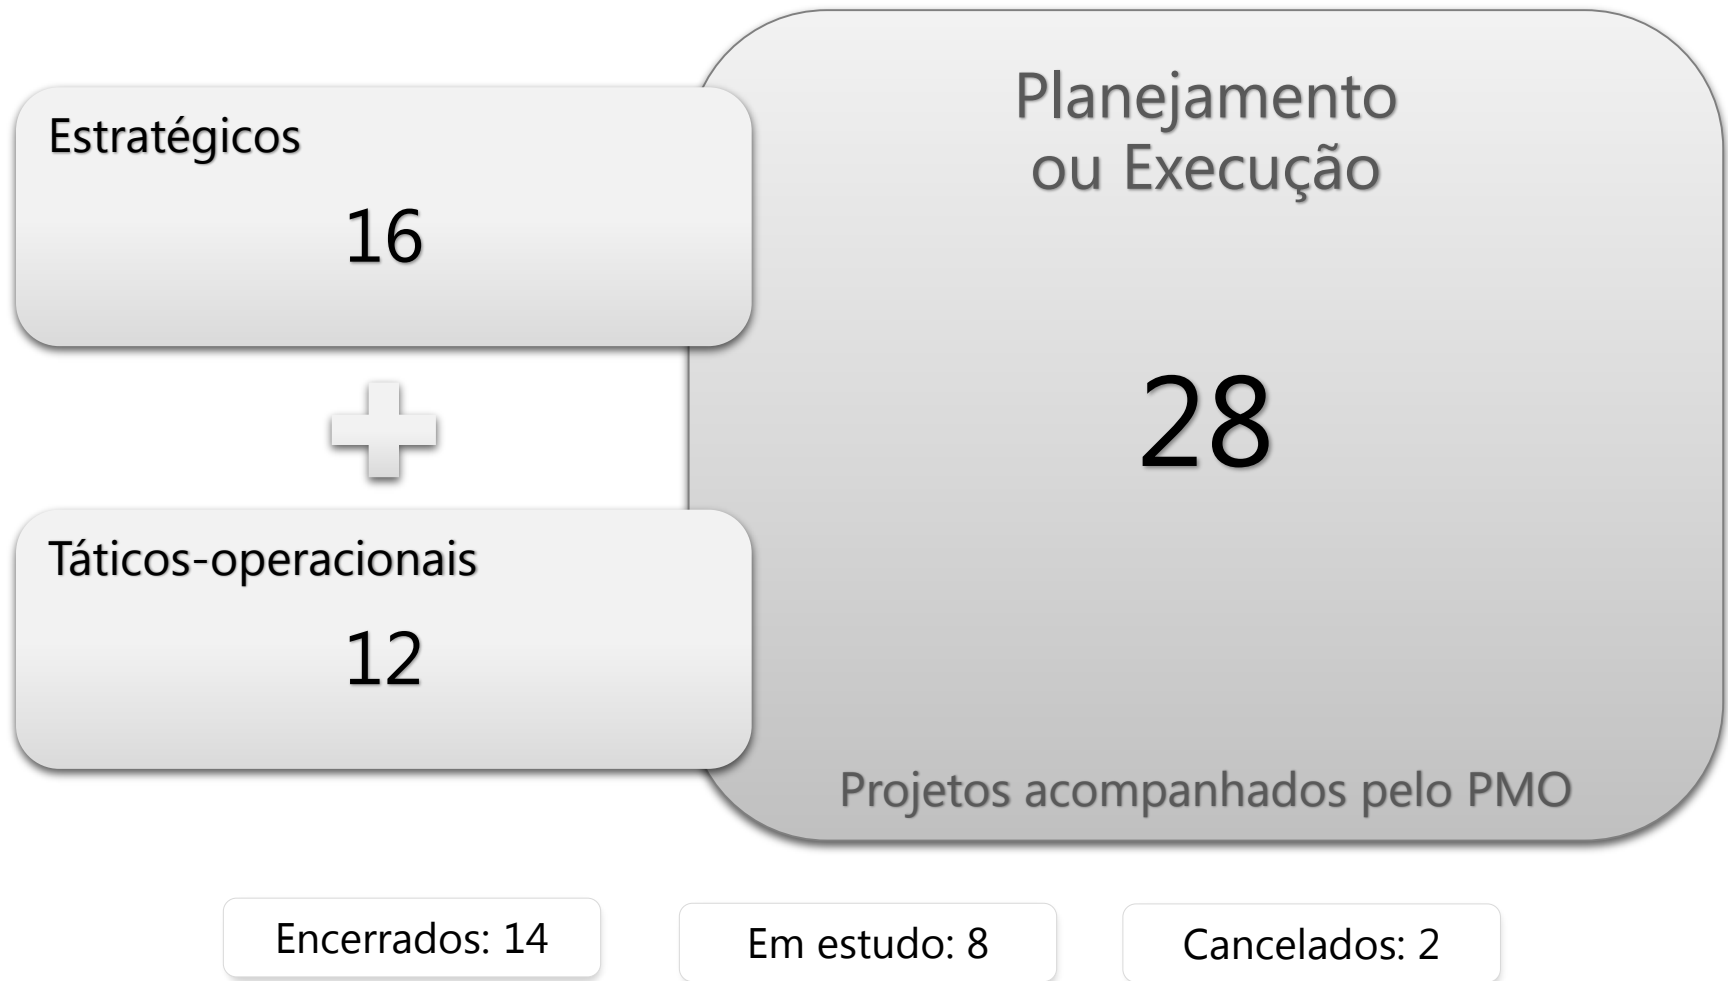 Estratégicos
16
Táticos-operacionais
12
Planejamento
ou Execução
28
Projetos acompanhados pelo PMO
Encerrados: 14
Em estudo: 8
Cancelados: 2